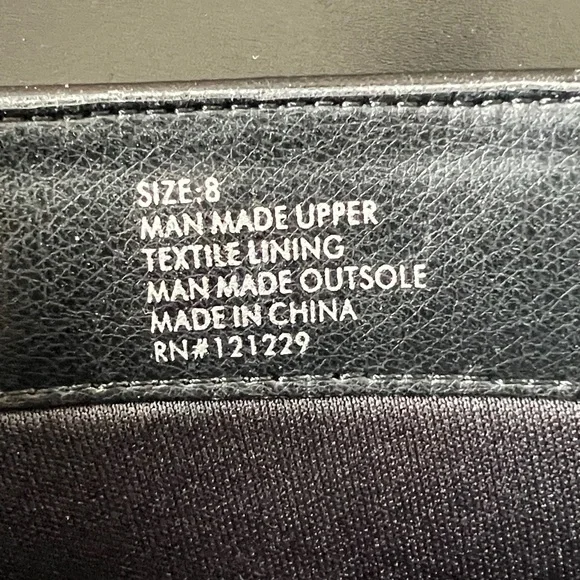 SIZE:8
MAN MADE UPPER
TEXTILE LINING
MAN MADE OUTSOLE
MADE IN CHINA
RN#121229